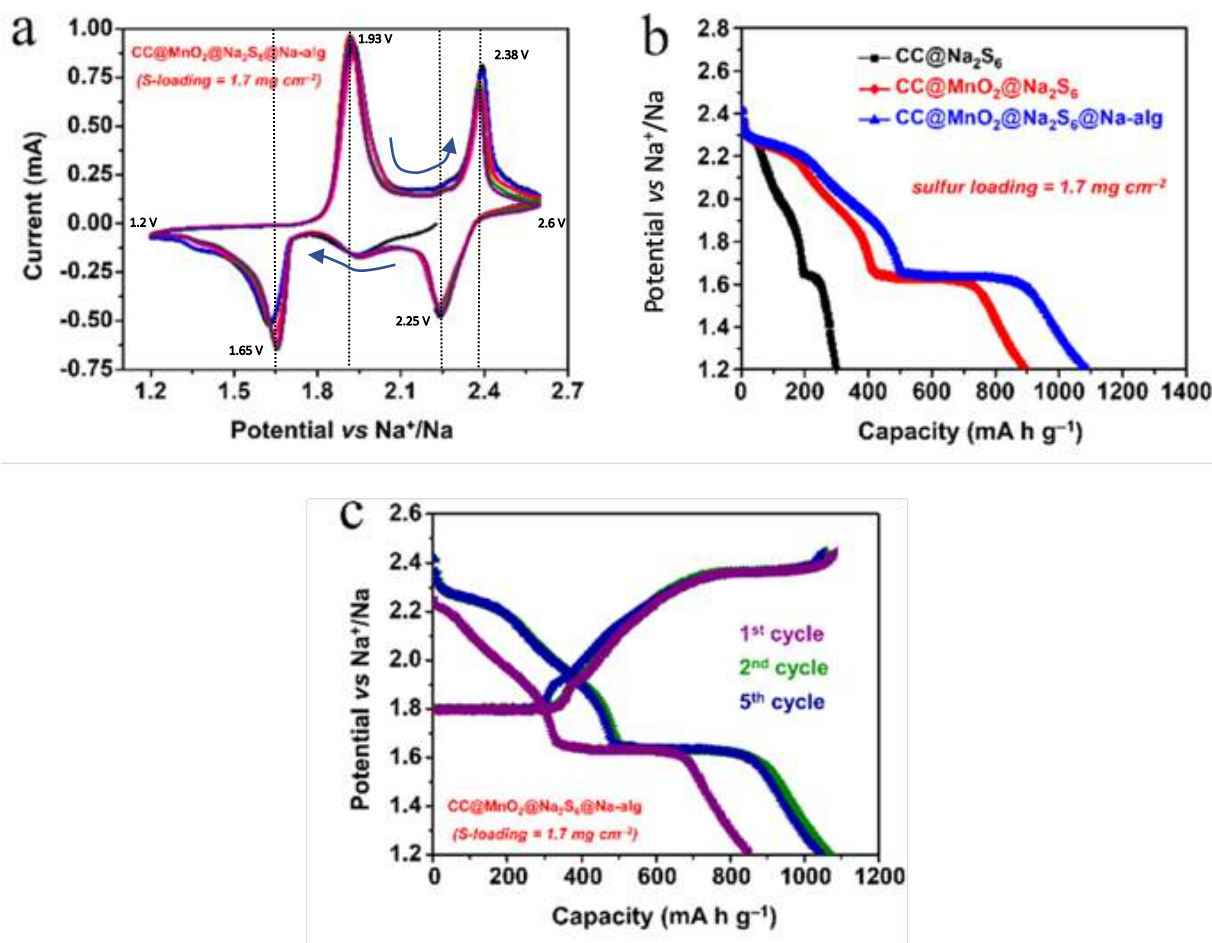 a
CC@MnO₂@Na₂S₆@Na-alg
(S-loading = 1.7 mg cm⁻²)
1.93 V
2.38 V
1.2 V
2.6 V
2.25 V
1.65 V
1.00
0.75
0.50
0.25
0.00
-0.25
-0.50
-0.75
Current (mA)
1.2 1.5 1.8 2.1 2.4 2.7
Potential vs Na⁺/Na
b
CC@Na₂S₆
CC@MnO₂@Na₂S₆
CC@MnO₂@Na₂S₆@Na-alg
sulfur loading = 1.7 mg cm⁻²
2.8
2.6
2.4
2.2
2.0
1.8
1.6
1.4
1.2
Potential vs Na⁺/Na
0 200 400 600 800 1000 1200 1400
Capacity (mA h g⁻¹)
c
1ˢᵗ cycle
2ⁿᵈ cycle
5ᵗʰ cycle
CC@MnO₂@Na₂S₆@Na-alg
(S-loading = 1.7 mg cm⁻²)
2.6
2.4
2.2
2.0
1.8
1.6
1.4
1.2
Potential vs Na⁺/Na
0 200 400 600 800 1000 1200
Capacity (mA h g⁻¹)